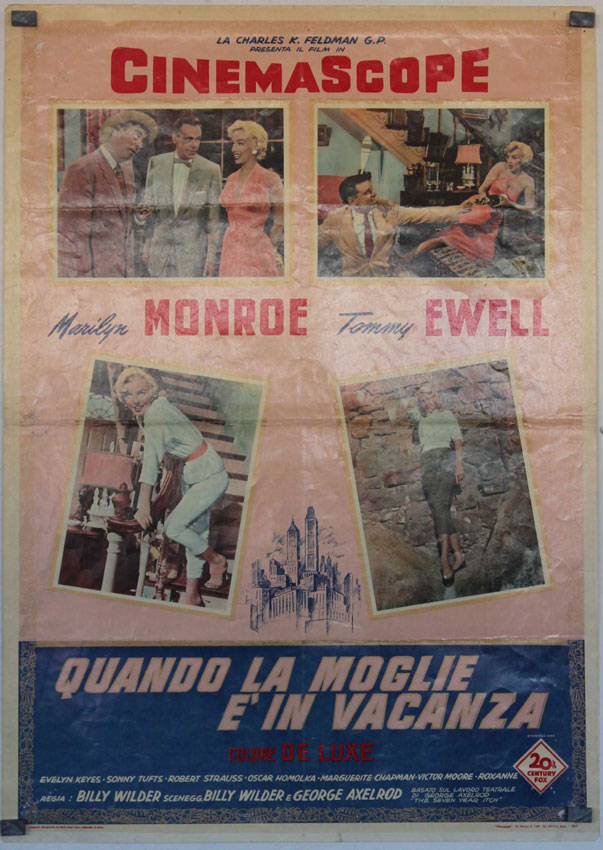 LA CHARLES K. FELDMAN G.P.
PRESENTA IL FILM IN
CINEMASCOPE
Marilyn MONROE
Tommy EWELL
QUANDO LA MOGLIE
E' IN VACANZA
COLORE DE LUXE
20th
CENTURY
FOX
EVELYN KEYES - SONNY TUFTS - ROBERT STRAUSS - OSCAR HOMOLKA - MARGUERITE CHAPMAN - VICTOR MOORE - ROXANNE
REGIA: BILLY WILDER SCENEGG. BILLY WILDER E GEORGE AXELROD
BASATO SUL LAVORO TEATRALE
DI GEORGE AXELROD
"THE SEVEN YEAR ITCH"